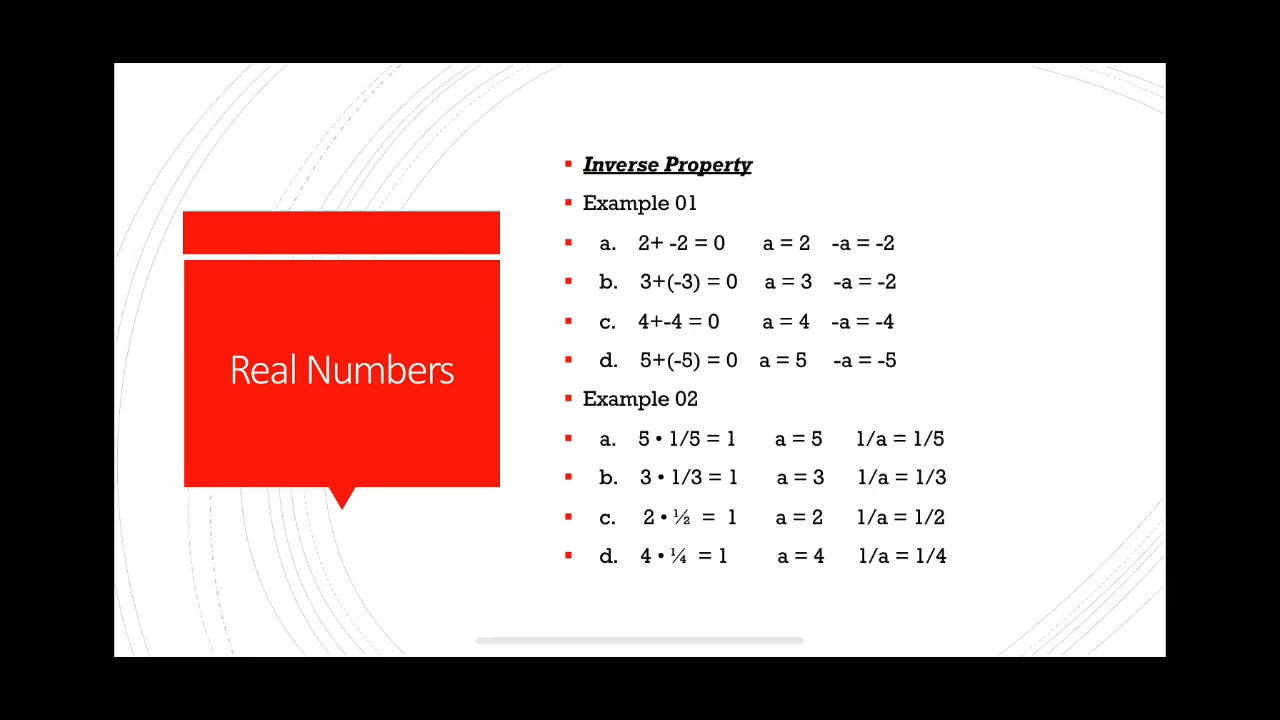 Real Numbers
Inverse Property
Example 01
a. 2+ -2 = 0 a = 2 -a = -2
b. 3+(-3) = 0 a = 3 -a = -2
c. 4+-4 = 0 a = 4 -a = -4
d. 5+(-5) = 0 a = 5 -a = -5
Example 02
a. 5 • 1/5 = 1 a = 5 1/a = 1/5
b. 3 • 1/3 = 1 a = 3 1/a = 1/3
c. 2 • ½ = 1 a = 2 1/a = 1/2
d. 4 • ¼ = 1 a = 4 1/a = 1/4